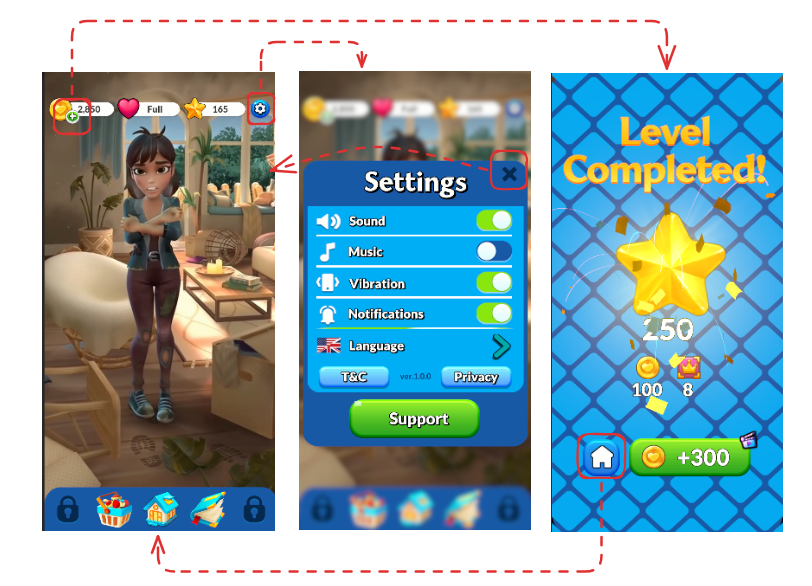 2.850
Full
165
Settings
Sound
Music
Vibration
Notifications
Language
T&C
ver.1.0.0
Privacy
Support
Level
Completed!
250
100
8
+300